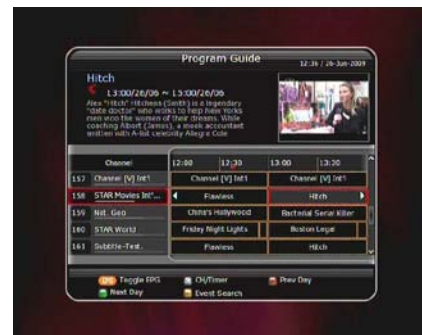 Program Guide
12:36 / 26-Jun-2009
Hitch
13:00/26/06 ~ 15:00/26/06
Alex "Hitch" Hitchens (Smith) is a legendary
"date doctor" who works to help New Yorks
men woo the women of their dreams. While
coaching Albert (James), a meek accountant
written with A-list celebrity Allegra Cole
Channel
12:00 12:30 13:00 13:30
157 Channel [V] Int'l Channel [V] Int'l Channel [V] Int'l
158 STAR Movies Int'... Flawless Hitch
159 Nat. Geo China's Hollywood Bacterial Serial Killer
160 STAR World Friday Night Lights Boston Legal
161 Subtitle-Test. Flawless Hitch
Toggle EPG CH/Timer Prev Day
Next Day Event Search